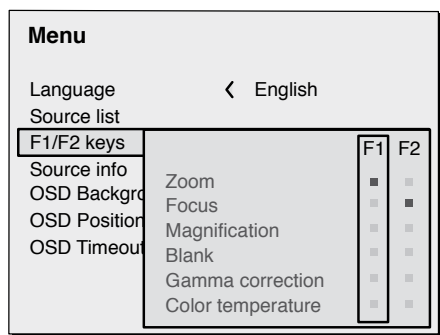 Menu
Language English
Source list
F1/F2 keys
F1 F2
Source info
OSD Backgro
OSD Position
OSD Timeout
Zoom
Focus
Magnification
Blank
Gamma correction
Color temperature